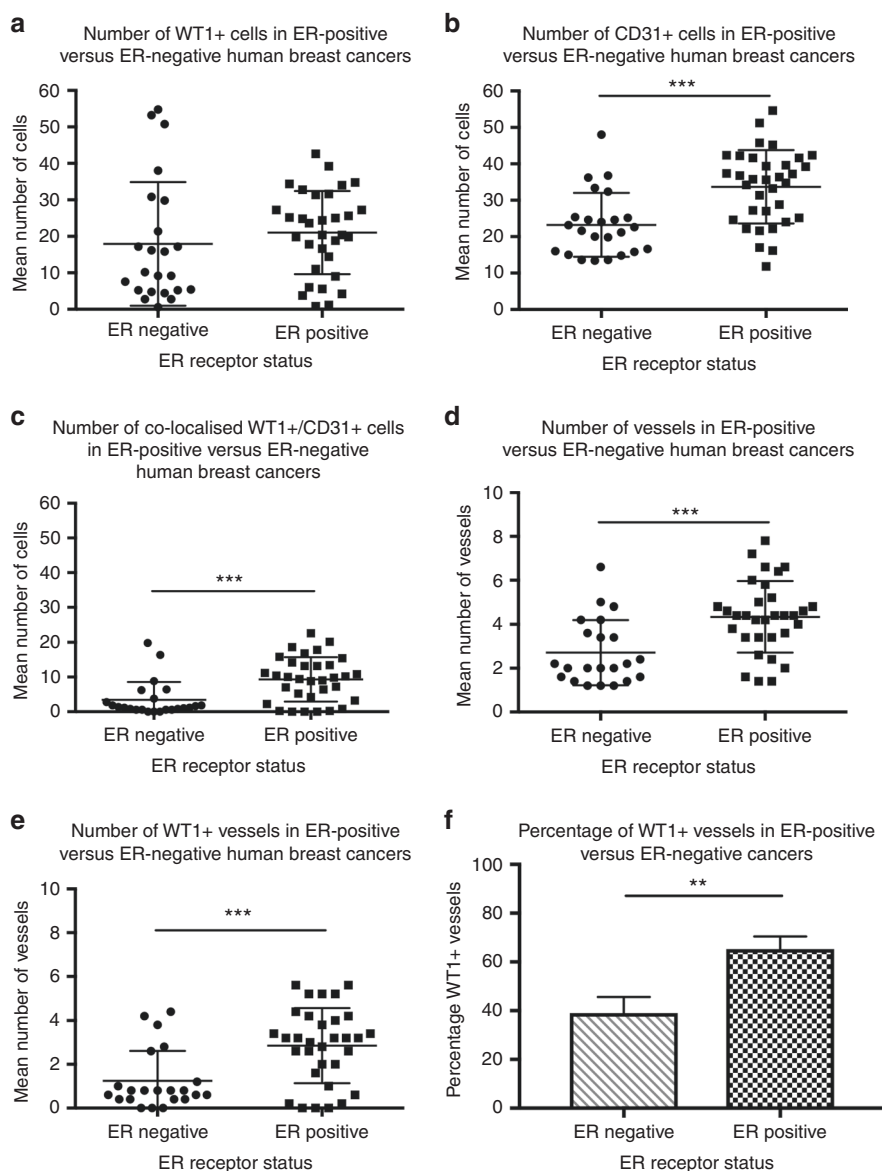 a
Number of WT1+ cells in ER-positive
versus ER-negative human breast cancers
60
50
40
30
20
10
0
Mean number of cells
ER negative
ER positive
ER receptor status
b
Number of CD31+ cells in ER-positive
versus ER-negative human breast cancers
***
60
50
40
30
20
10
0
Mean number of cells
ER negative
ER positive
ER receptor status
c
Number of co-localised WT1+/CD31+ cells
in ER-positive versus ER-negative
human breast cancers
***
60
50
40
30
20
10
0
Mean number of cells
ER negative
ER positive
ER receptor status
d
Number of vessels in ER-positive
versus ER-negative human breast cancers
***
10
8
6
4
2
0
Mean number of vessels
ER negative
ER positive
ER receptor status
e
Number of WT1+ vessels in ER-positive
versus ER-negative human breast cancers
***
10
8
6
4
2
0
Mean number of vessels
ER negative
ER positive
ER receptor status
f
Percentage of WT1+ vessels in ER-positive
versus ER-negative cancers
**
100
80
60
40
20
0
Percentage WT1+ vessels
ER negative
ER positive
ER receptor status